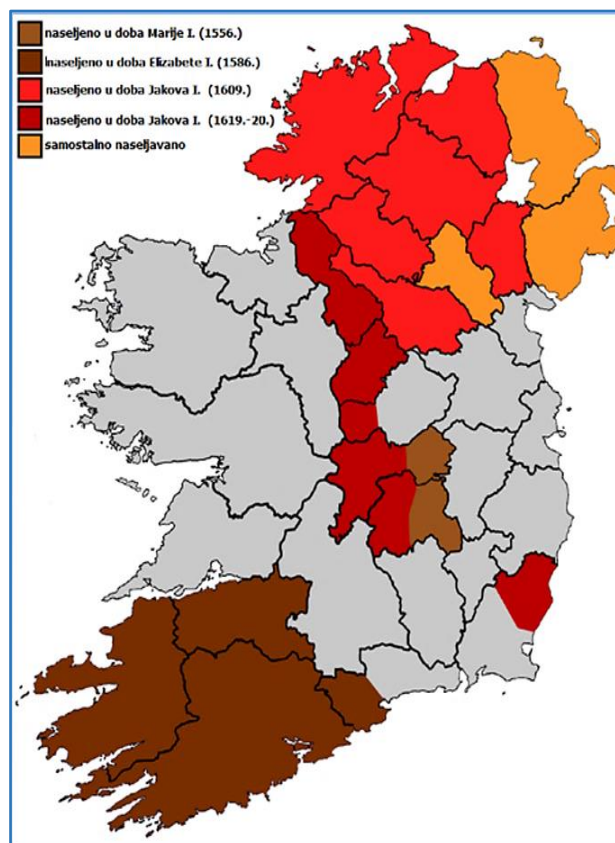 naseljeno u doba Marije I. (1556.)
naseljeno u doba Elizabete I. (1586.)
naseljeno u doba Jakova I. (1609.)
naseljeno u doba Jakova I. (1619.-20.)
samostalno naseljavano